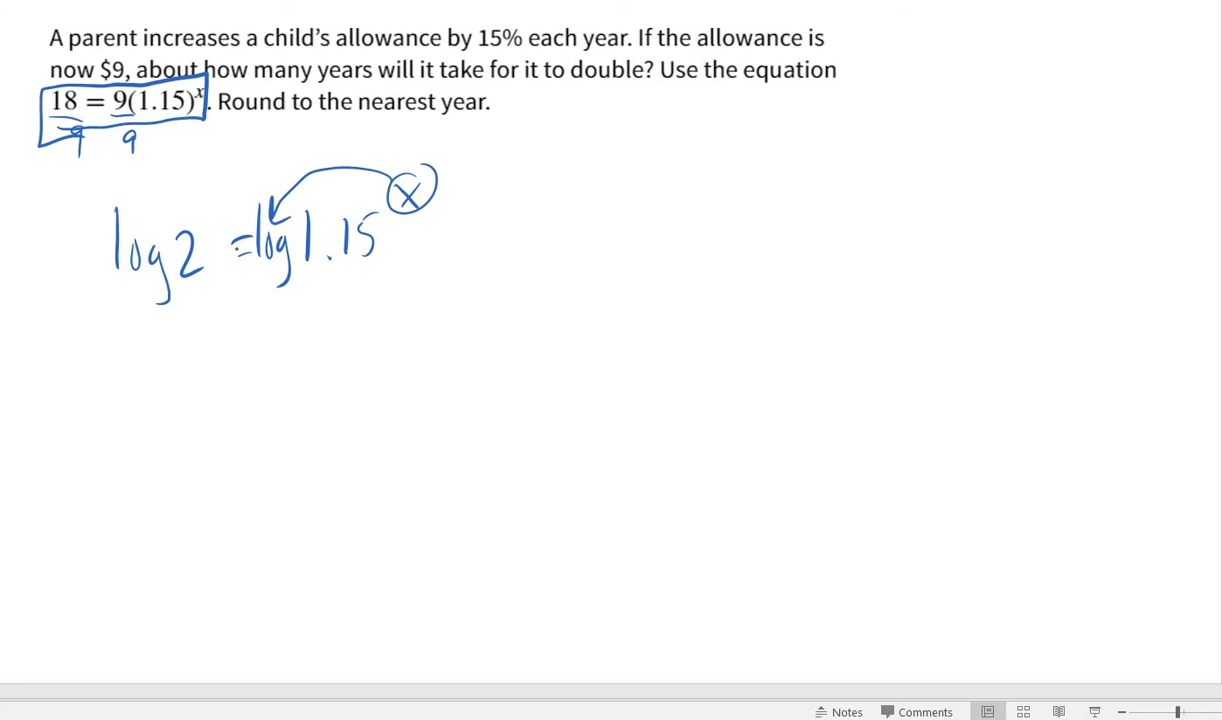 A parent increases a child’s allowance by 15% each year. If the allowance is
now $9, about how many years will it take for it to double? Use the equation
18 = 9(1.15)^x. Round to the nearest year.
9 9
log 2 = log 1.15^x
Notes Comments